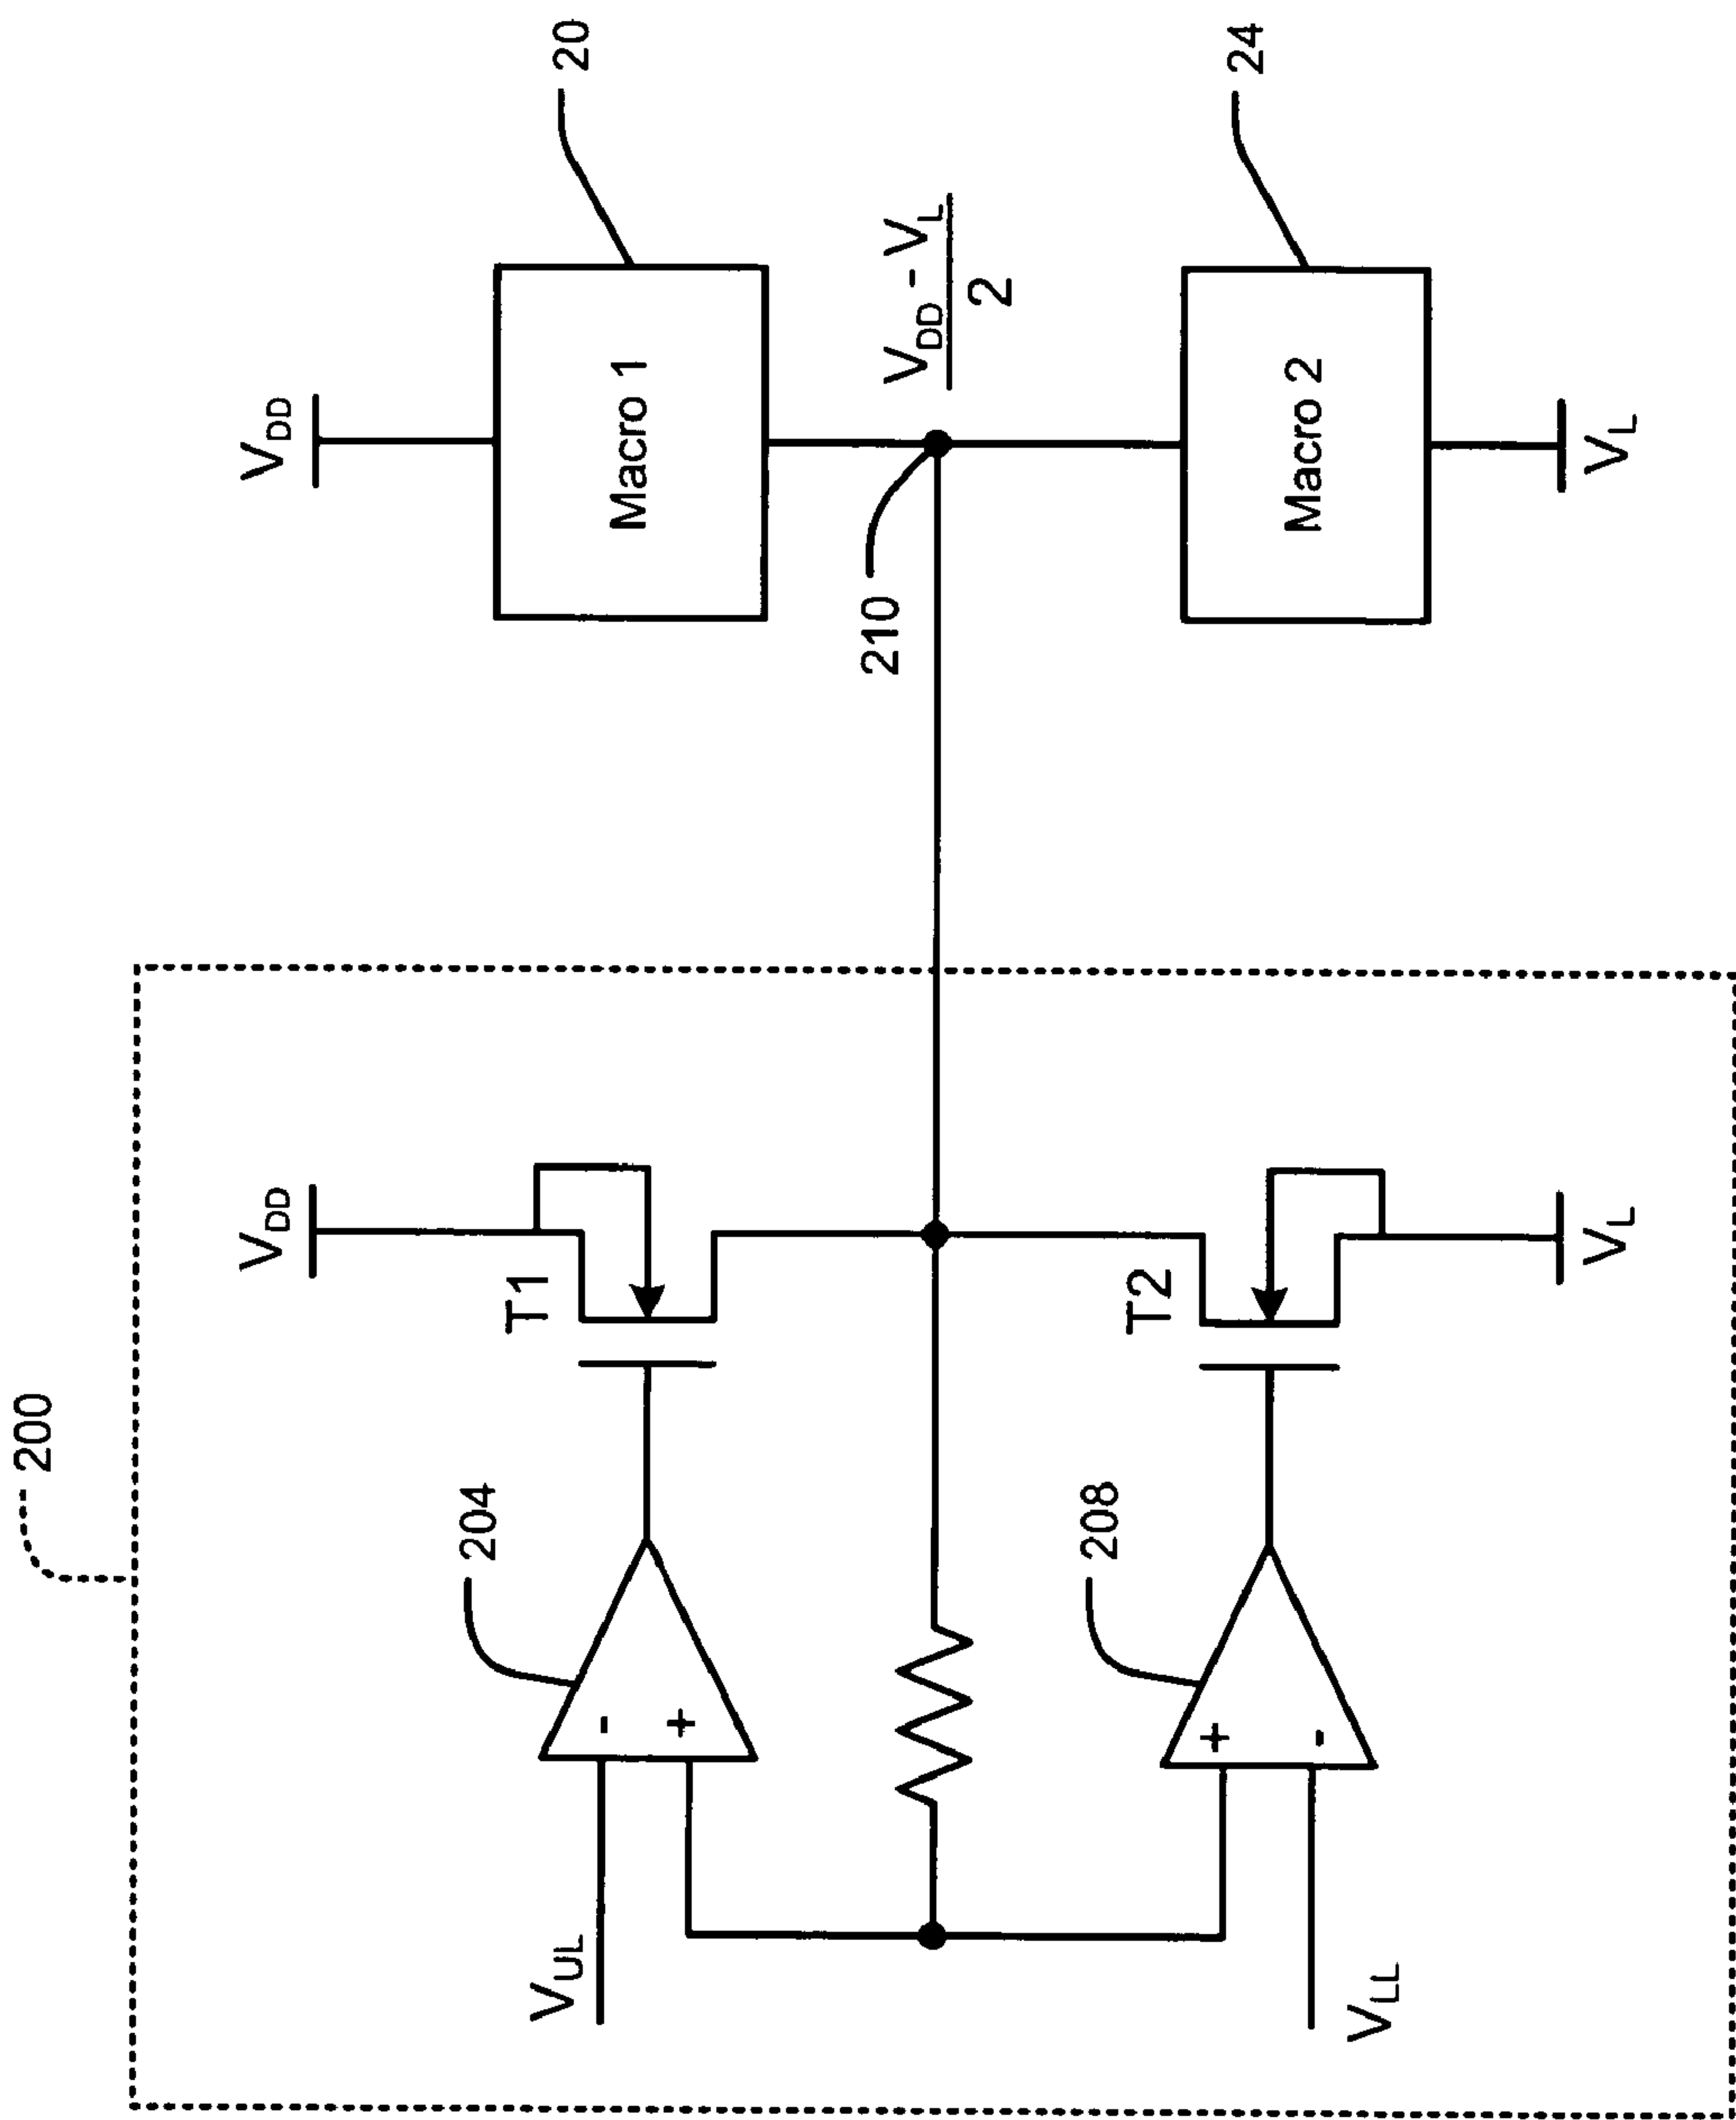 200
V_DD
V_DD
T1
204
-
+
V_UL
Macro 1
20
210
V_DD - V_L
2
T2
208
+
-
V_LL
Macro 2
24
V_L
V_L